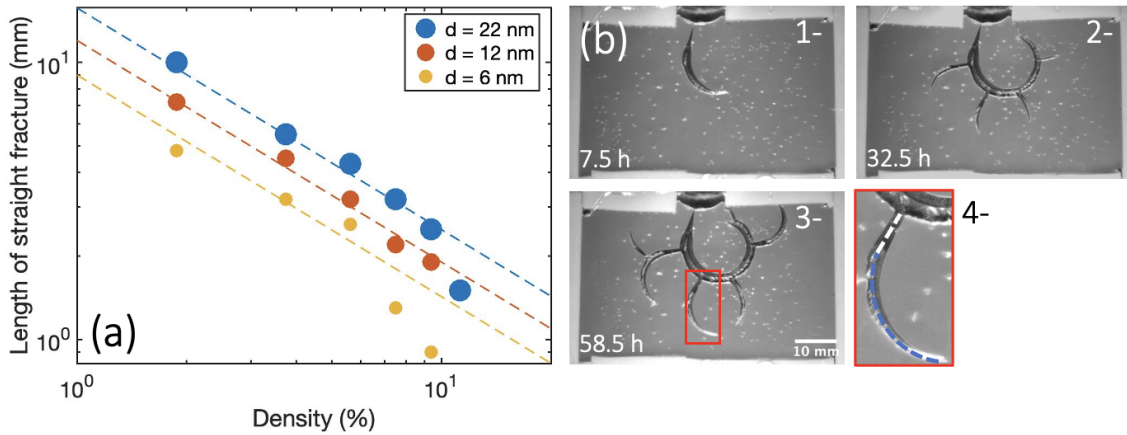 Length of straight fracture (mm)
10¹
10⁰
10⁰
10¹
Density (%)
(a)
d = 22 nm
d = 12 nm
d = 6 nm
(b)
1-
7.5 h
2-
32.5 h
3-
58.5 h
10 mm
4-